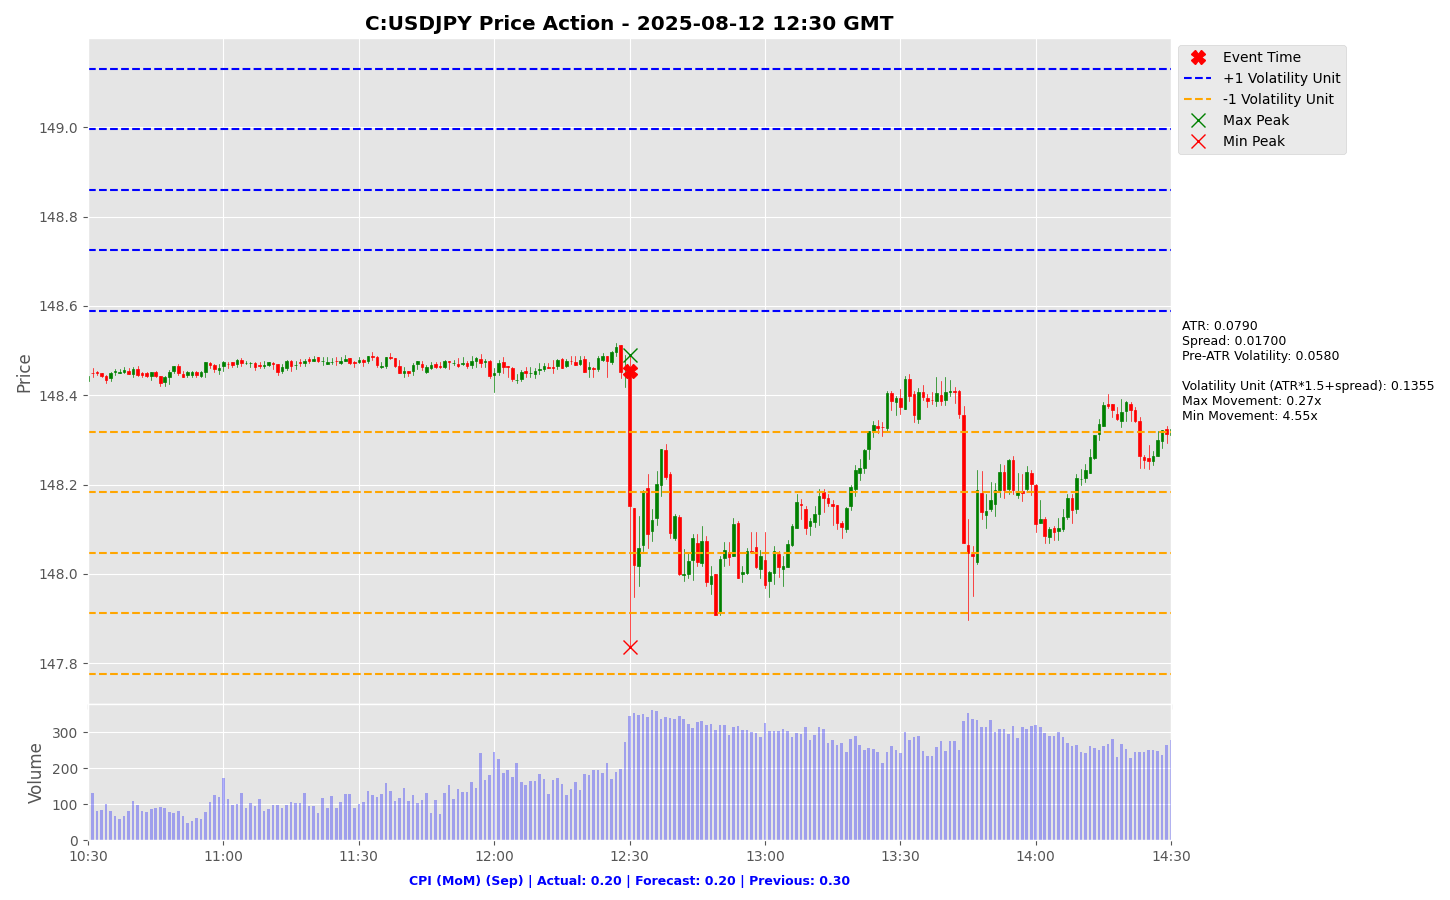 C:USDJPY Price Action - 2025-08-12 12:30 GMT
Event Time
+1 Volatility Unit
-1 Volatility Unit
Max Peak
Min Peak
Price
149.0
148.8
148.6
148.4
148.2
148.0
147.8
ATR: 0.0790
Spread: 0.01700
Pre-ATR Volatility: 0.0580
Volatility Unit (ATR*1.5+spread): 0.1355
Max Movement: 0.27x
Min Movement: 4.55x
Volume
300
200
100
0
10:30 11:00 11:30 12:00 12:30 13:00 13:30 14:00 14:30
CPI (MoM) (Sep) | Actual: 0.20 | Forecast: 0.20 | Previous: 0.30